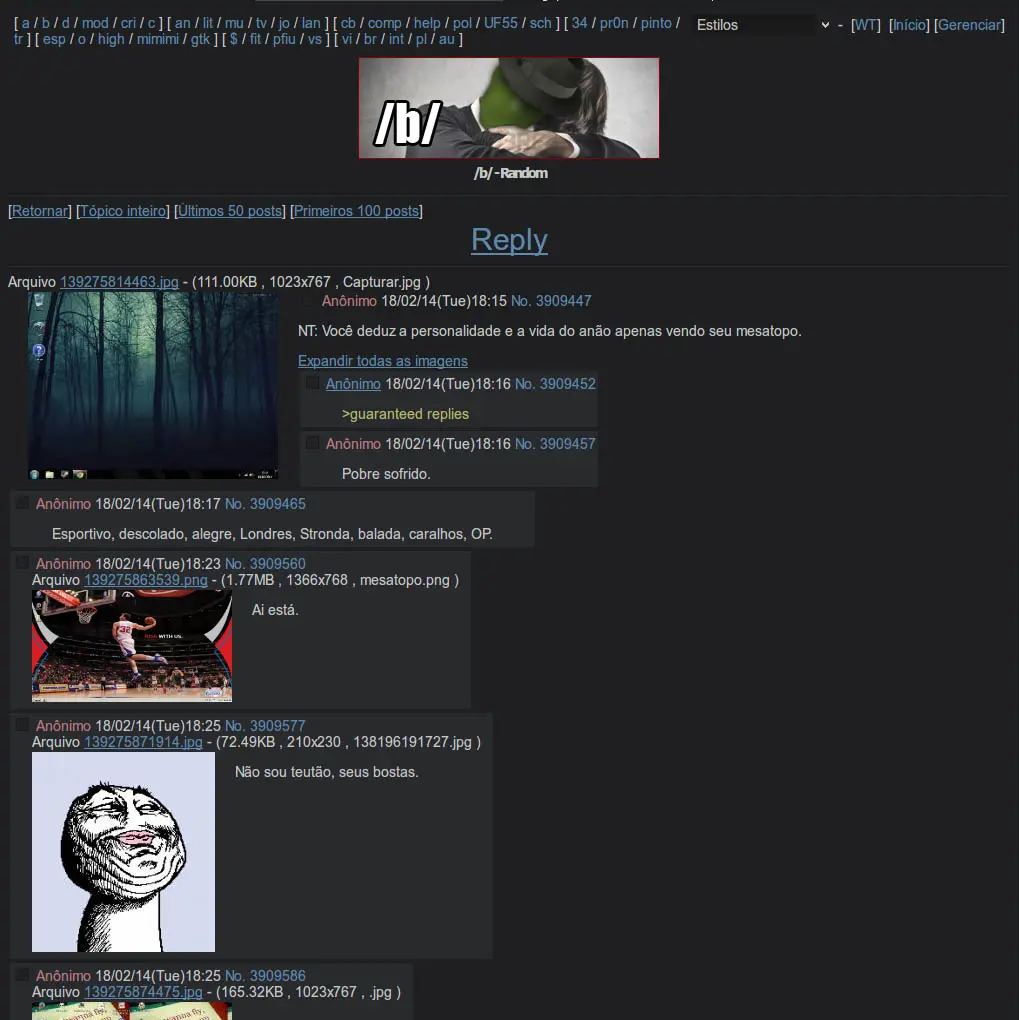 [ a / b / d / mod / cri / c ] [ an / lit / mu / tv / jo / lan ] [ cb / comp / help / pol / UF55 / sch ] [ 34 / pr0n / pinto /
tr ] [ esp / o / high / mimimi / gtk ] [ $ / fit / pfiu / vs ] [ vi / br / int / pl / au ]
Estilos - [WT] [Início] [Gerenciar]
/b/
/b/ - Random
[Retornar] [Tópico inteiro] [Últimos 50 posts] [Primeiros 100 posts]
Reply
Arquivo 139275814463.jpg - (111.00KB , 1023x767 , Capturar.jpg )
Anônimo 18/02/14(Tue)18:15 No. 3909447
NT: Você deduz a personalidade e a vida do anão apenas vendo seu mesatopo.
Expandir todas as imagens
Anônimo 18/02/14(Tue)18:16 No. 3909452
>guaranteed replies
Anônimo 18/02/14(Tue)18:16 No. 3909457
Pobre sofrido.
Anônimo 18/02/14(Tue)18:17 No. 3909465
Esportivo, descolado, alegre, Londres, Stronda, balada, caralhos, OP.
Anônimo 18/02/14(Tue)18:23 No. 3909560
Arquivo 139275863539.png - (1.77MB , 1366x768 , mesatopo.png )
Ai está.
32
WITH US.
Anônimo 18/02/14(Tue)18:25 No. 3909577
Arquivo 139275871914.jpg - (72.49KB , 210x230 , 138196191727.jpg )
Não sou teutão, seus bostas.
Anônimo 18/02/14(Tue)18:25 No. 3909586
Arquivo 139275874475.jpg - (165.32KB , 1023x767 , .jpg )